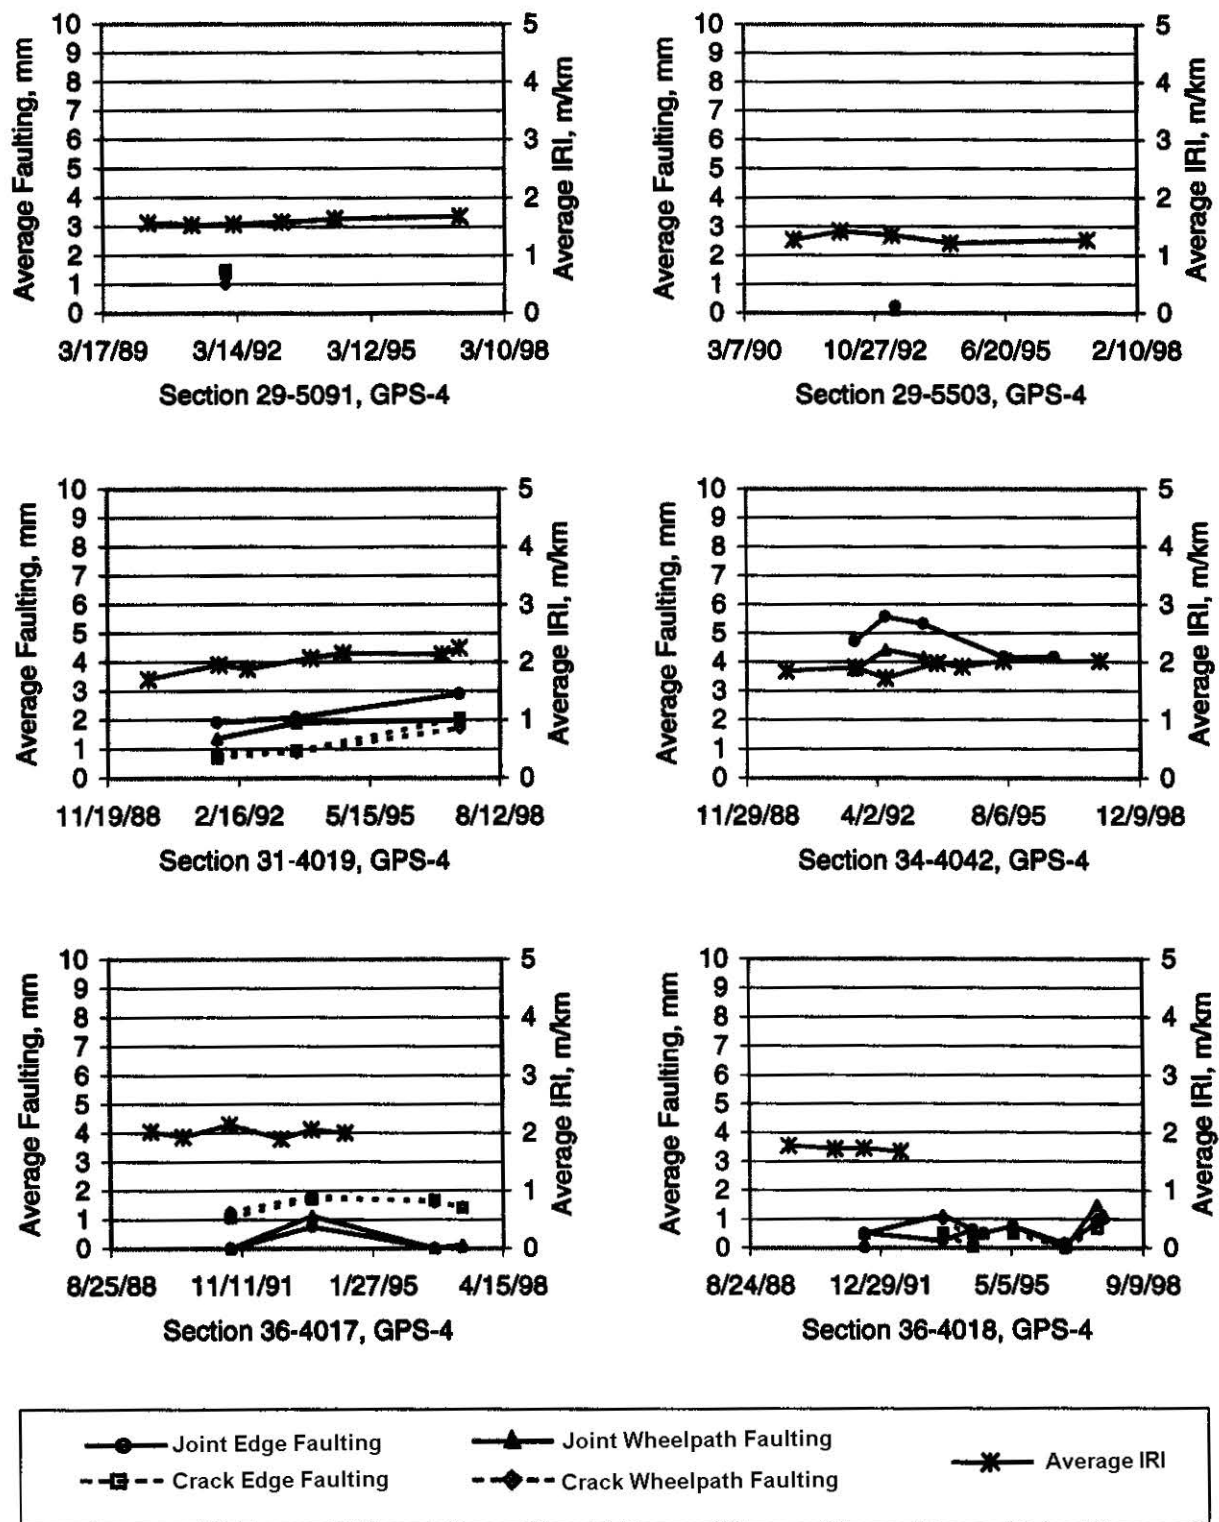 10 9 8 7 6 5 4 3 2 1 0
Average Faulting, mm
5 4 3 2 1 0
Average IRI, m/km
3/17/89 3/14/92 3/12/95 3/10/98
Section 29-5091, GPS-4
10 9 8 7 6 5 4 3 2 1 0
Average Faulting, mm
5 4 3 2 1 0
Average IRI, m/km
3/7/90 10/27/92 6/20/95 2/10/98
Section 29-5503, GPS-4
10 9 8 7 6 5 4 3 2 1 0
Average Faulting, mm
5 4 3 2 1 0
Average IRI, m/km
11/19/88 2/16/92 5/15/95 8/12/98
Section 31-4019, GPS-4
10 9 8 7 6 5 4 3 2 1 0
Average Faulting, mm
5 4 3 2 1 0
Average IRI, m/km
11/29/88 4/2/92 8/6/95 12/9/98
Section 34-4042, GPS-4
10 9 8 7 6 5 4 3 2 1 0
Average Faulting, mm
5 4 3 2 1 0
Average IRI, m/km
8/25/88 11/11/91 1/27/95 4/15/98
Section 36-4017, GPS-4
10 9 8 7 6 5 4 3 2 1 0
Average Faulting, mm
5 4 3 2 1 0
Average IRI, m/km
8/24/88 12/29/91 5/5/95 9/9/98
Section 36-4018, GPS-4
Joint Edge Faulting
Joint Wheelpath Faulting
Average IRI
Crack Edge Faulting
Crack Wheelpath Faulting